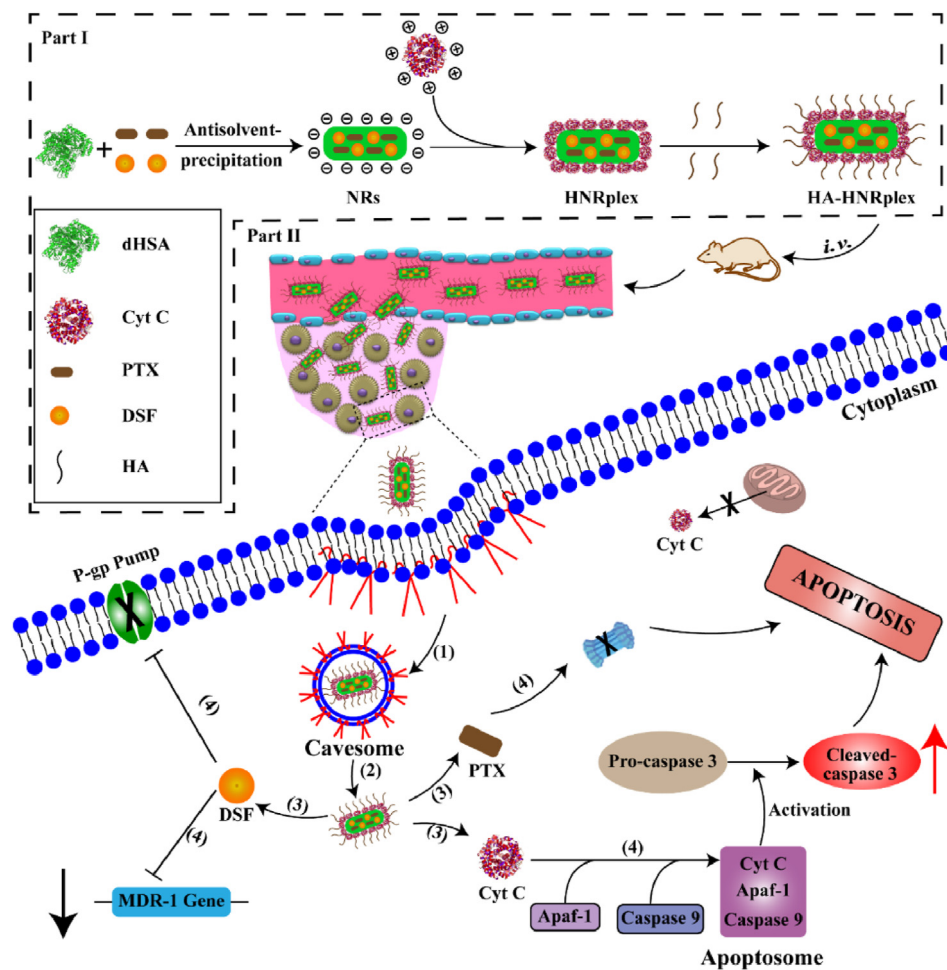 Part I
Antisolvent-
precipitation
NRs
HNRplex
HA-HNRplex
dHSA
Cyt C
PTX
DSF
HA
Part II
i.v.
Cytoplasm
P-gp Pump
X
X
Cyt C
APOPTOSIS
(1)
Cavesome
(2)
(3)
PTX
(4)
X
Pro-caspase 3
Cleaved-
caspase 3
Activation
(4)
DSF
(3)
(4)
MDR-1 Gene
(3)
Cyt C
(4)
Apaf-1
Caspase 9
Cyt C
Apaf-1
Caspase 9
Apoptosome